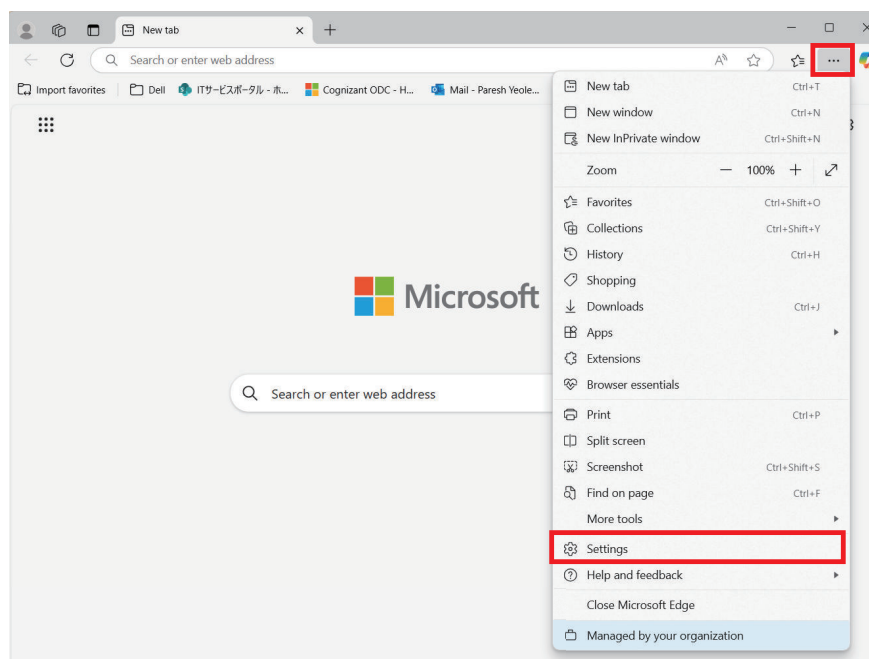 New tab
Search or enter web address
Import favorites
Dell
ITサービスポータル - ホ...
Cognizant ODC - H...
Mail - Paresh Yeole...
Microsoft
Search or enter web address
New tab Ctrl+T
New window Ctrl+N
New InPrivate window Ctrl+Shift+N
Zoom 100%
Favorites Ctrl+Shift+O
Collections Ctrl+Shift+Y
History Ctrl+H
Shopping
Downloads Ctrl+J
Apps
Extensions
Browser essentials
Print Ctrl+P
Split screen
Screenshot Ctrl+Shift+S
Find on page Ctrl+F
More tools
Settings
Help and feedback
Close Microsoft Edge
Managed by your organization